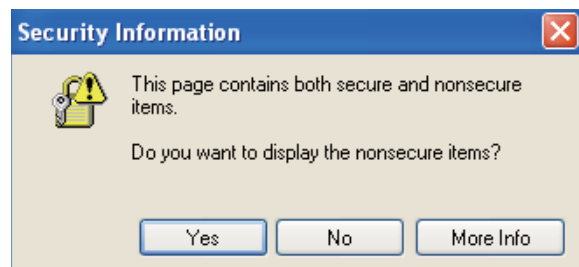 Security Information
This page contains both secure and nonsecure
items.
Do you want to display the nonsecure items?
Yes No More Info